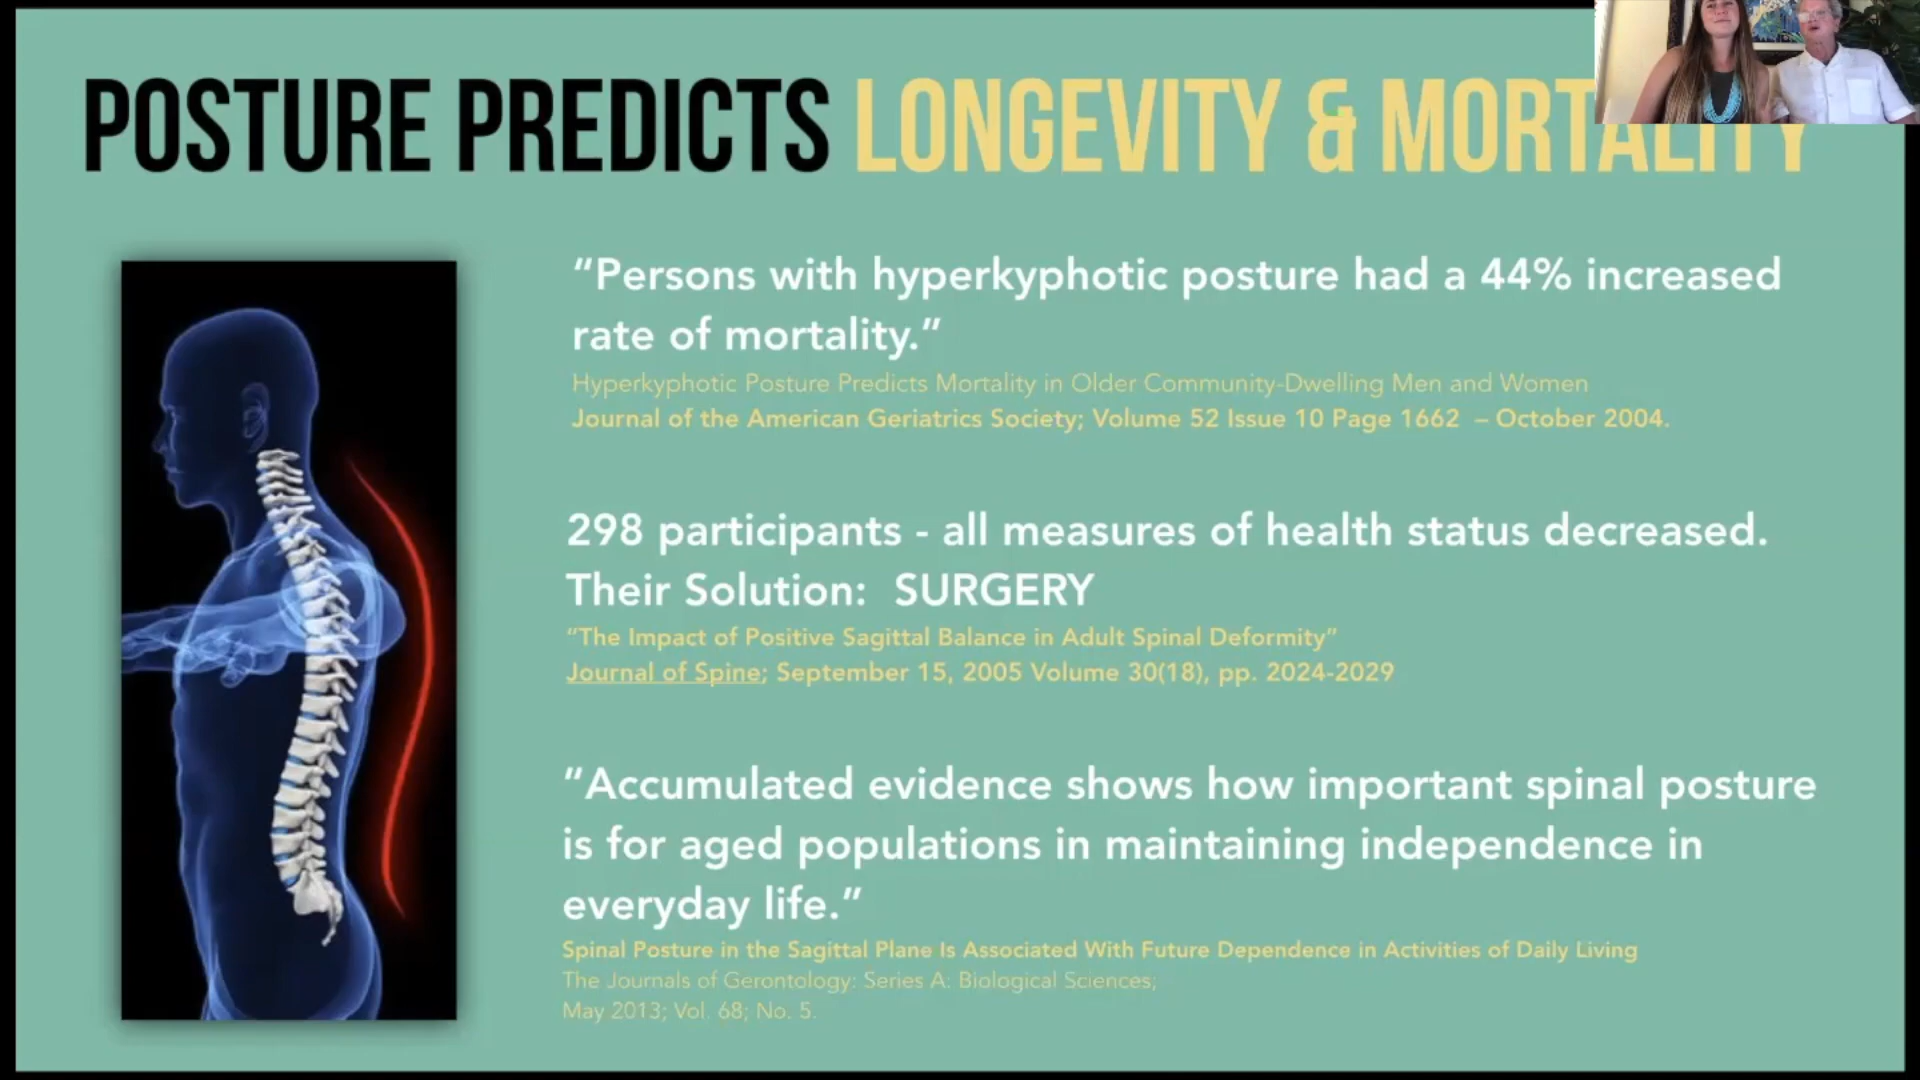 POSTURE PREDICTS LONGEVITY & MORTALITY
“Persons with hyperkyphotic posture had a 44% increased
rate of mortality.”
Hyperkyphotic Posture Predicts Mortality in Older Community-Dwelling Men and Women
Journal of the American Geriatrics Society; Volume 52 Issue 10 Page 1662 – October 2004.
298 participants - all measures of health status decreased.
Their Solution: SURGERY
“The Impact of Positive Sagittal Balance in Adult Spinal Deformity”
Journal of Spine; September 15, 2005 Volume 30(18), pp. 2024-2029
“Accumulated evidence shows how important spinal posture
is for aged populations in maintaining independence in
everyday life.”
Spinal Posture in the Sagittal Plane Is Associated With Future Dependence in Activities of Daily Living
The Journals of Gerontology: Series A: Biological Sciences;
May 2013; Vol. 68; No. 5.